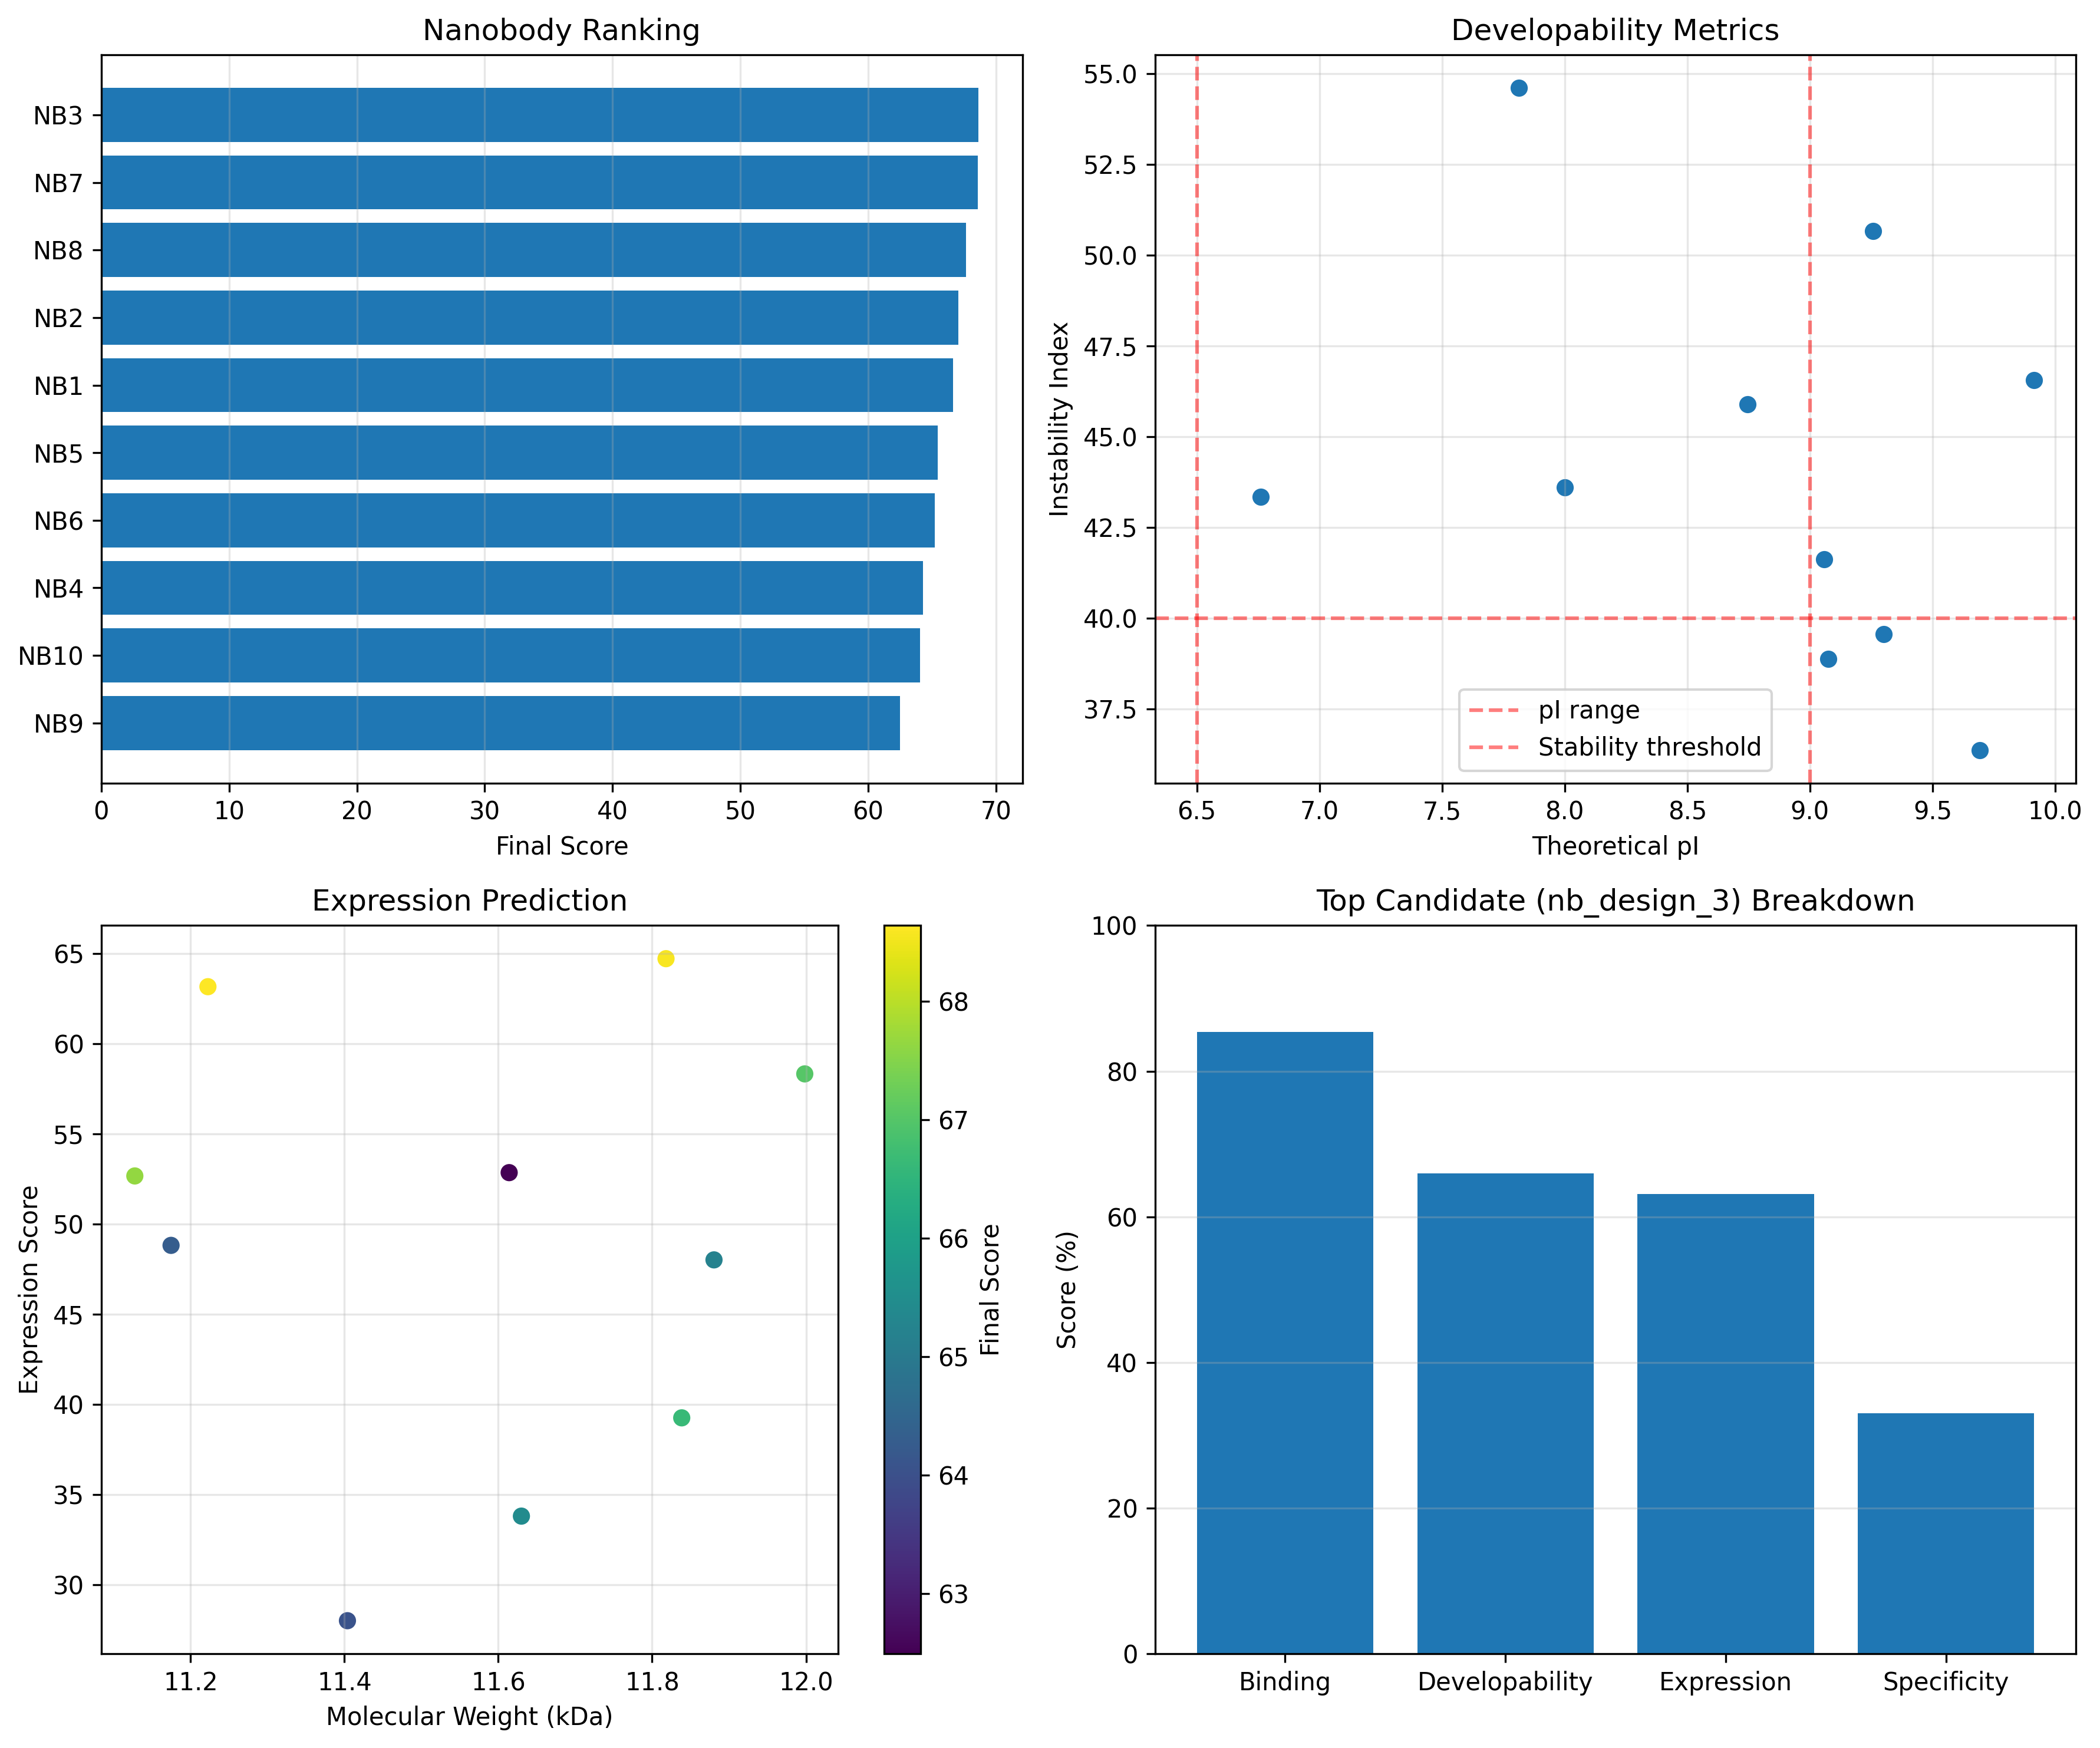 Nanobody Ranking
NB3
NB7
NB8
NB2
NB1
NB5
NB6
NB4
NB10
NB9
0 10 20 30 40 50 60 70
Final Score
Developability Metrics
Instability Index
55.0
52.5
50.0
47.5
45.0
42.5
40.0
37.5
pI range
Stability threshold
6.5 7.0 7.5 8.0 8.5 9.0 9.5 10.0
Theoretical pI
Expression Prediction
Expression Score
65
60
55
50
45
40
35
30
11.2 11.4 11.6 11.8 12.0
Molecular Weight (kDa)
68
67
66
65
64
63
Final Score
Top Candidate (nb_design_3) Breakdown
Score (%)
100
80
60
40
20
0
Binding Developability Expression Specificity